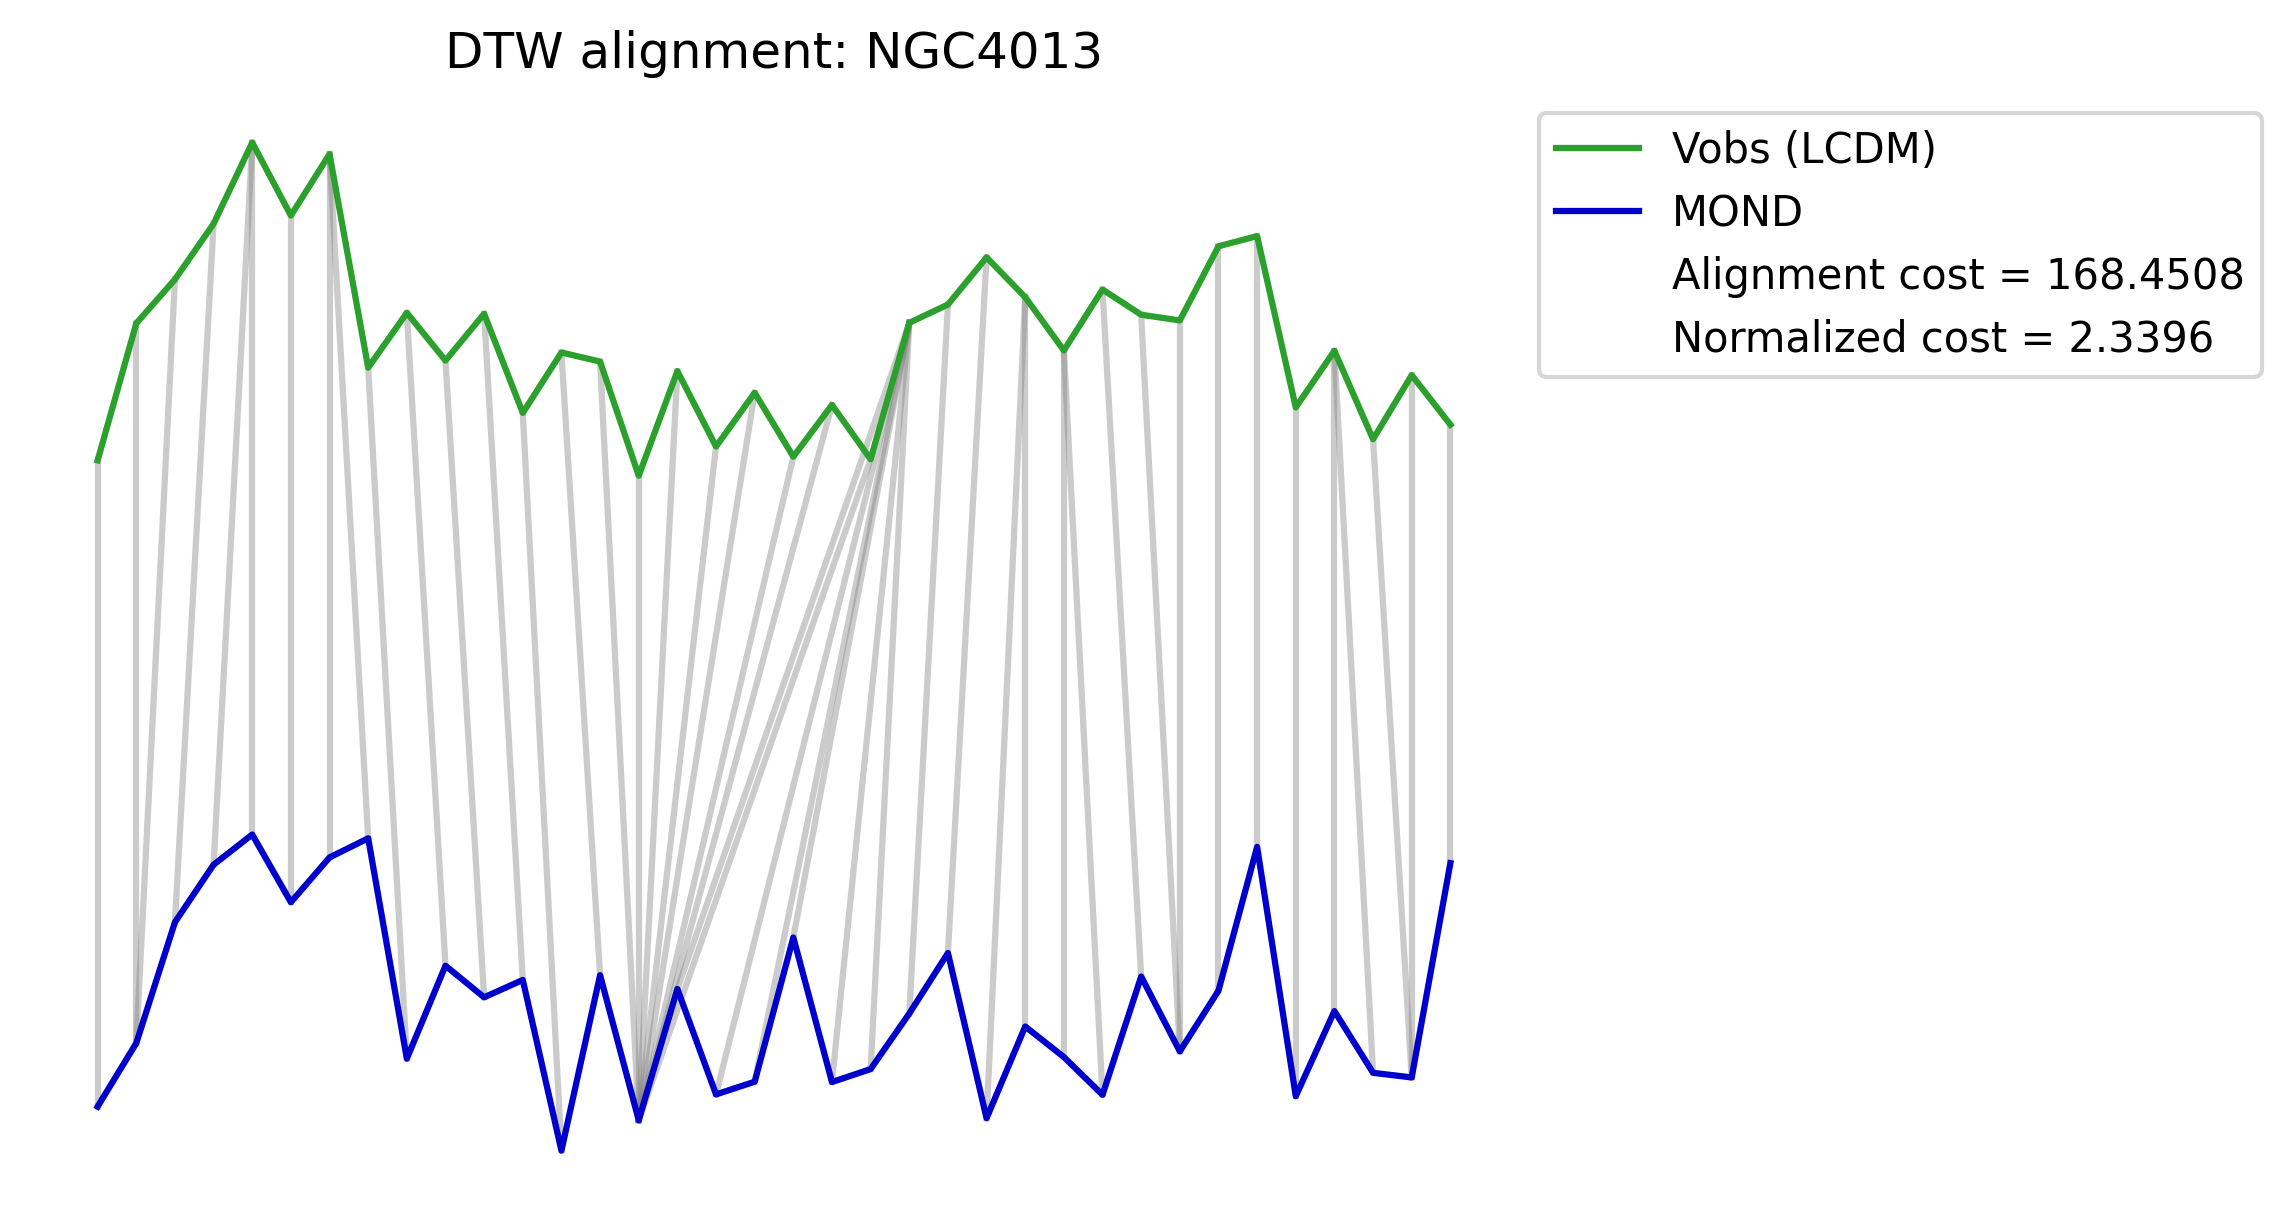 DTW alignment: NGC4013
Vobs (LCDM)
MOND
Alignment cost = 168.4508
Normalized cost = 2.3396